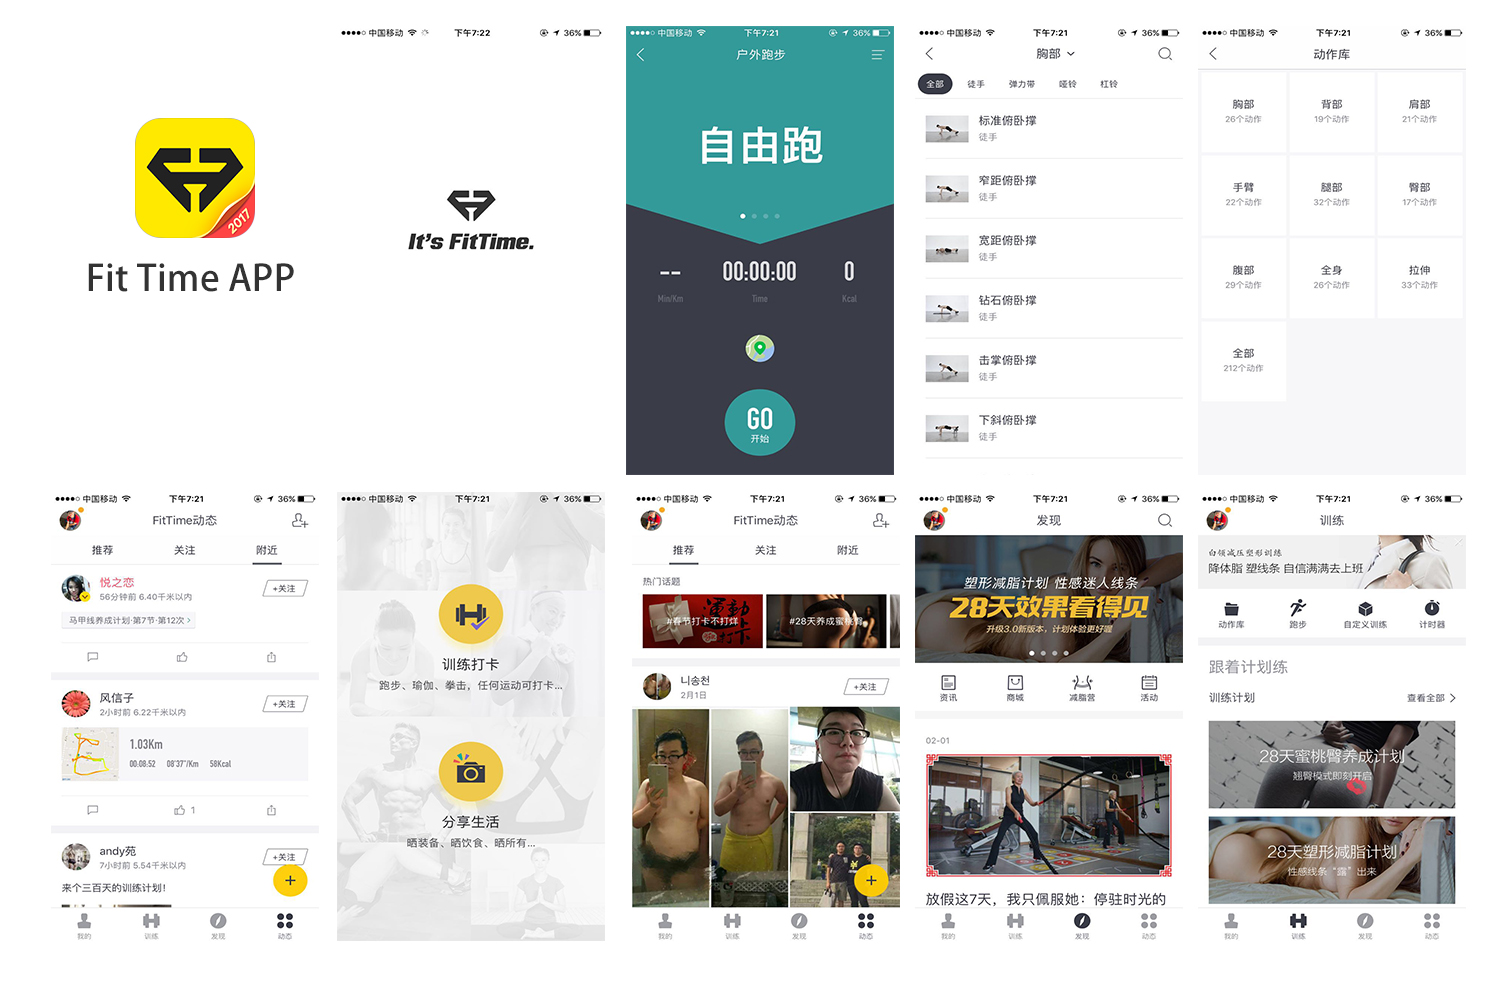 2017
Fit Time APP
中国移动
下午7:22
36%
It's FitTime.
中国移动
下午7:21
36%
户外跑步
自由跑
--
00:00:00
0
Min/Km
Time
Kcal
GO
开始
中国移动
下午7:21
36%
胸部
全部
徒手
弹力带
哑铃
杠铃
标准俯卧撑
徒手
窄距俯卧撑
徒手
宽距俯卧撑
徒手
钻石俯卧撑
徒手
击掌俯卧撑
徒手
下斜俯卧撑
徒手
中国移动
下午7:21
36%
动作库
胸部
26个动作
背部
19个动作
肩部
21个动作
手臂
22个动作
腿部
32个动作
臀部
17个动作
腹部
29个动作
全身
26个动作
拉伸
33个动作
全部
212个动作
中国移动
下午7:21
36%
FitTime动态
推荐
关注
附近
悦之恋
56分钟前 6.40千米以内
+关注
马甲线养成计划·第7节·第12次 >
风信子
2小时前 6.22千米以内
+关注
1.03Km
00:08:52
08'37"/Km
58Kcal
1
andy苑
7小时前 5.54千米以内
+关注
来个三百天的训练计划!
我的
训练
发现
动态
中国移动
下午7:21
36%
训练打卡
跑步、瑜伽、拳击,任何运动可打卡...
分享生活
晒装备、晒饮食、晒所有...
中国移动
下午7:21
36%
FitTime动态
推荐
关注
附近
热门话题
#春节打卡不打烊
#28天养成蜜桃臀
运动
打卡
尼送천
2月1日
+关注
我的
训练
发现
动态
中国移动
下午7:21
36%
发现
塑形减脂计划 性感迷人线条
28天效果看得见
升级3.0新版本,计划体验更好喔
资讯
商城
减脂营
活动
02-01
放假这7天,我只佩服她:停驻时光的
我的
训练
发现
动态
中国移动
下午7:21
36%
训练
白领减压塑形训练
降体脂 塑线条 自信满满去上班
动作库
跑步
自定义训练
计时器
跟着计划练
训练计划
查看全部 >
28天蜜桃臀养成计划
翘臀模式即刻开启
28天塑形减脂计划
性感线条“露”出来
我的
训练
发现
动态